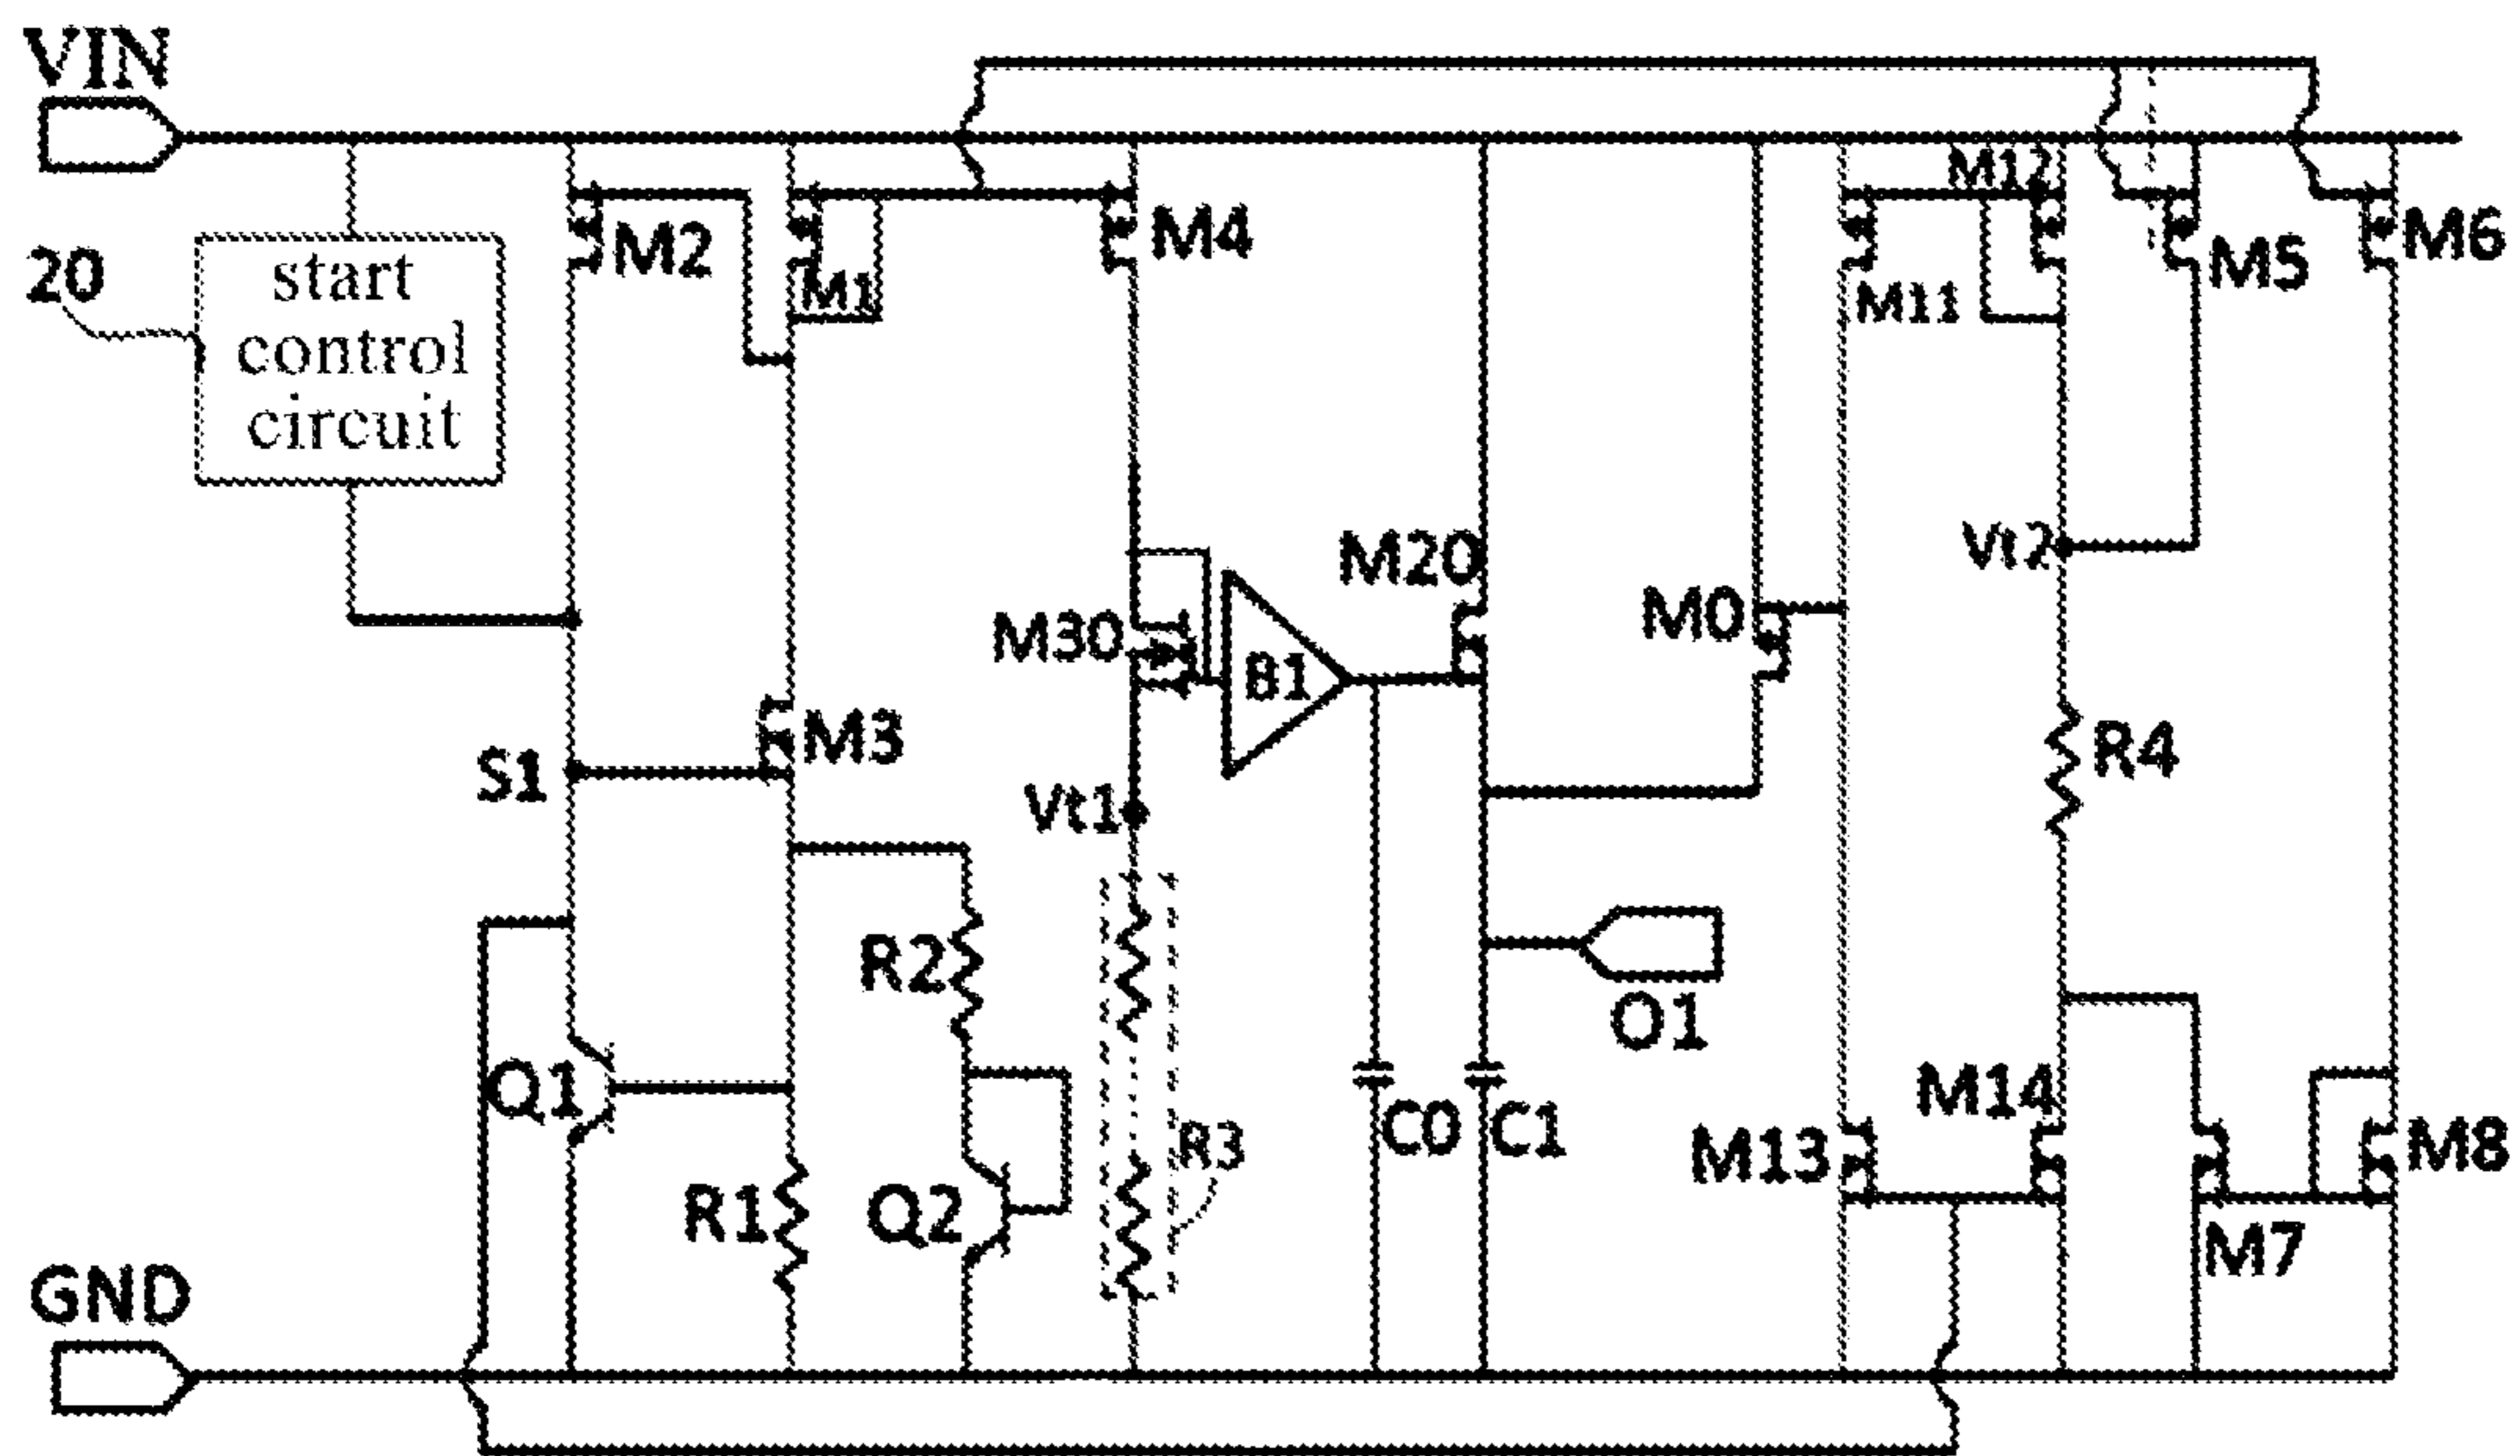 VIN
20
start
control
circuit
M2
M1
M4
M12
M11
M5
M6
M20
M0
M30
B1
Vt2
M3
R4
S1
Vt1
R2
O1
Q1
M14
C0
C1
M13
M8
R3
R1
Q2
M7
GND